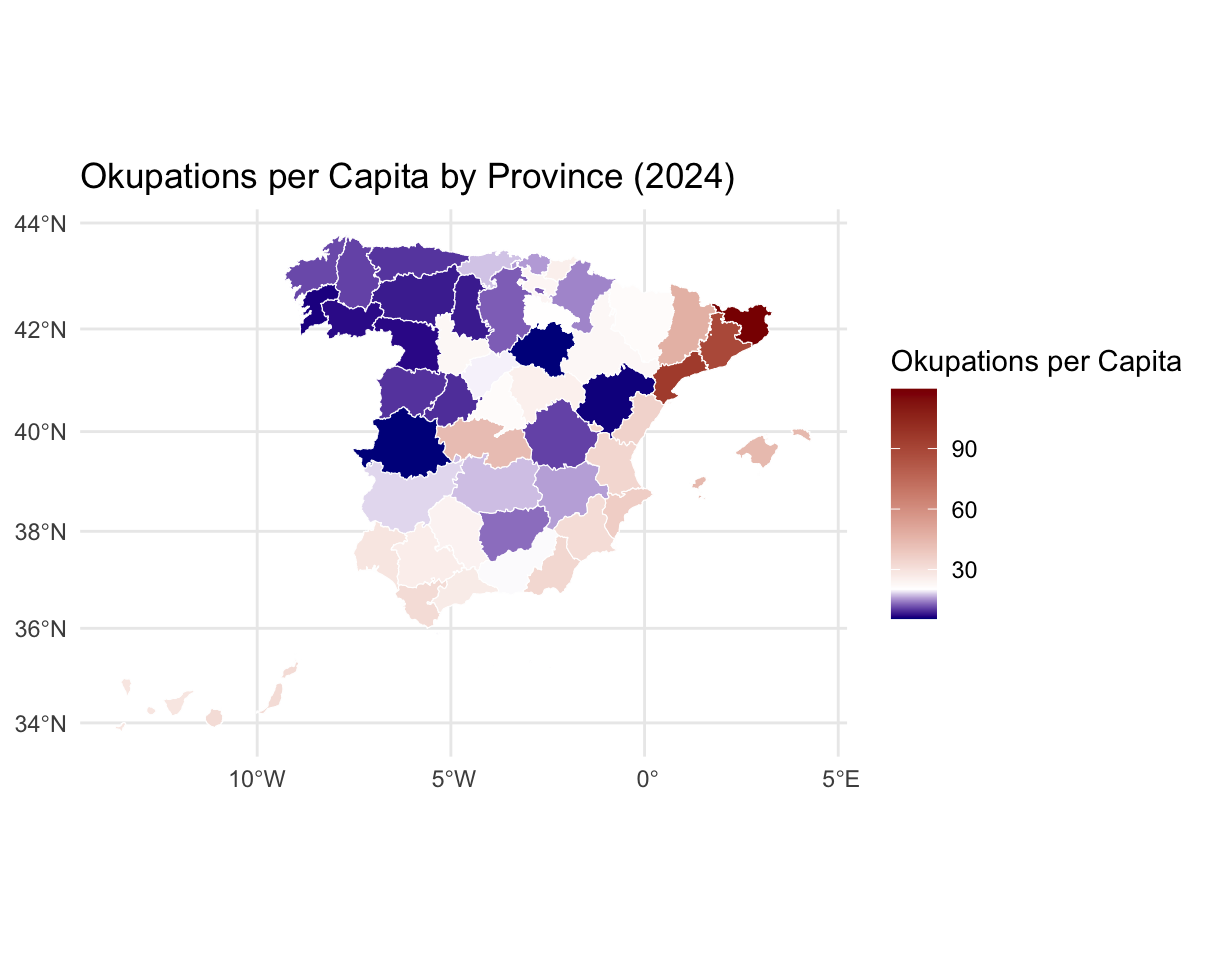 Okupations per Capita by Province (2024)
44°N
42°N
40°N
38°N
36°N
34°N
10°W
5°W
0°
5°E
Okupations per Capita
90
60
30